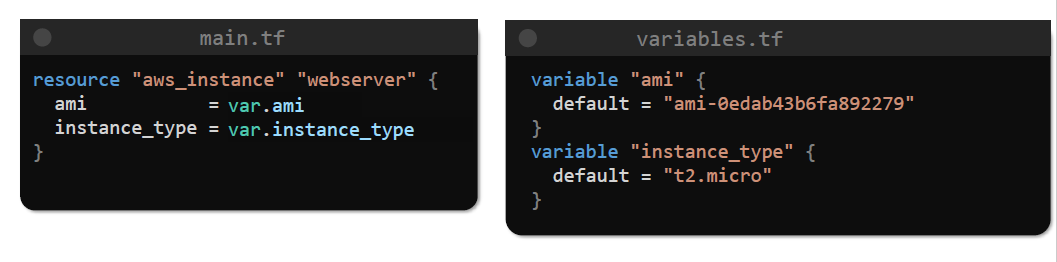 main.tf
resource "aws_instance" "webserver" {
  ami           = var.ami
  instance_type = var.instance_type
}
variables.tf
variable "ami" {
  default = "ami-0edab43b6fa892279"
}
variable "instance_type" {
  default = "t2.micro"
}